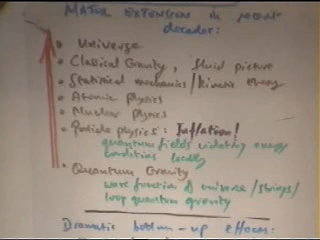 MAJOR EXTENSION in recent
decades:
• Universe
• Classical Gravity, fluid picture
• Statistical mechanics / kinetic theory
• Atomic Physics
• Nuclear Physics
• Particle physics: Inflation!
quantum fields violating energy
conditions locally
• Quantum Gravity
wave function of universe / strings /
loop quantum gravity
Dramatic bottom-up effects: